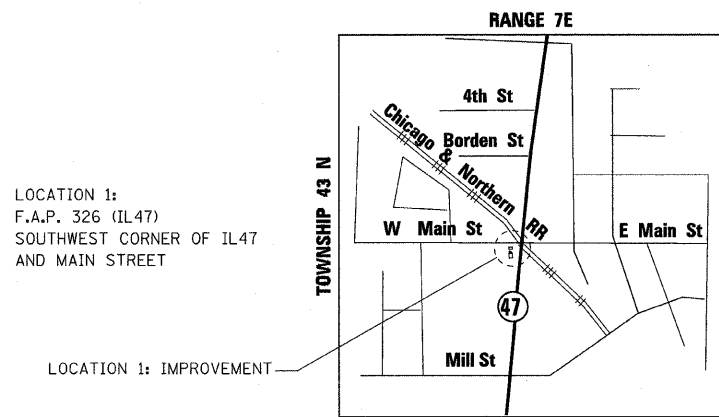 RANGE 7E
TOWNSHIP 43 N
4th St
Borden St
Chicago & Northern RR
W Main St
E Main St
LOCATION 1:
F.A.P. 326 (IL47)
SOUTHWEST CORNER OF IL47
AND MAIN STREET
47
LOCATION 1: IMPROVEMENT
Mill St